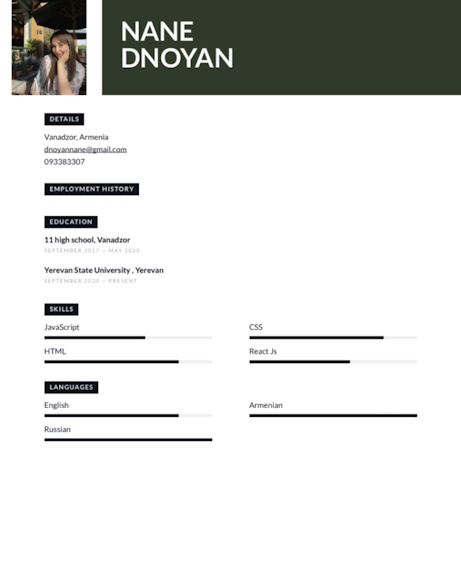 NANE
DNOYAN
DETAILS
Vanadzor, Armenia
dnoyannane@gmail.com
093383307
EMPLOYMENT HISTORY
EDUCATION
11 high school, Vanadzor
SEPTEMBER 2017 — MAY 2020
Yerevan State University , Yerevan
SEPTEMBER 2020 — PRESENT
SKILLS
JavaScript
CSS
HTML
React Js
LANGUAGES
English
Armenian
Russian